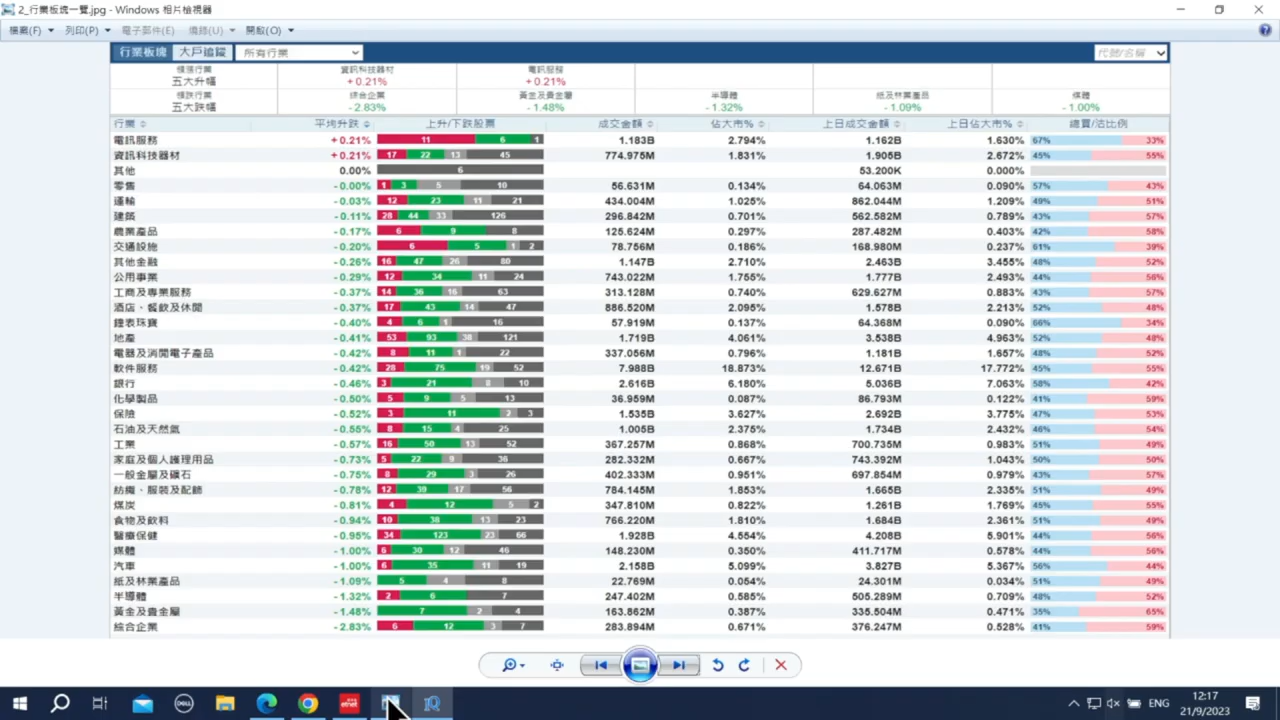 2_行業板塊一覽.jpg - Windows 相片檢視器
檔案(F) 列印(P) 電子郵件(E) 燒錄(U) 開啟(O)
行業板塊 大戶追蹤 所有行業 代號/名稱
領漲行業 資訊科技器材 電訊服務
五大升幅 +0.21% +0.21%
領跌行業 綜合企業 黃金及貴金屬 半導體 紙及林業產品 媒體
五大跌幅 -2.83% -1.48% -1.32% -1.09% -1.00%
行業 平均升跌 上升/下跌股票 成交金額 佔大市% 上日成交金額 上日佔大市% 總買/沽比例
電訊服務 +0.21% 11 6 1 1.183B 2.794% 1.162B 1.630% 67% 33%
資訊科技器材 +0.21% 17 22 13 45 774.975M 1.831% 1.905B 2.672% 45% 55%
其他 0.00% 6 53.200K 0.000%
零售 -0.00% 1 3 5 10 56.631M 0.134% 64.063M 0.090% 57% 43%
運輸 -0.03% 12 23 11 21 434.004M 1.025% 862.044M 1.209% 49% 51%
建築 -0.11% 28 44 33 126 296.842M 0.701% 562.582M 0.789% 43% 57%
農業產品 -0.17% 6 9 8 125.624M 0.297% 287.482M 0.403% 42% 58%
交通設施 -0.20% 6 5 1 2 78.756M 0.186% 168.980M 0.237% 61% 39%
其他金融 -0.26% 16 47 26 80 1.147B 2.710% 2.463B 3.455% 48% 52%
公用事業 -0.29% 12 34 11 24 743.022M 1.755% 1.777B 2.493% 44% 56%
工商及專業服務 -0.37% 14 36 16 63 313.128M 0.740% 629.627M 0.883% 43% 57%
酒店、餐飲及休閒 -0.37% 17 43 14 47 886.520M 2.095% 1.578B 2.213% 52% 48%
鐘表珠寶 -0.40% 4 6 1 16 57.919M 0.137% 64.368M 0.090% 66% 34%
地產 -0.41% 53 93 38 121 1.719B 4.061% 3.538B 4.963% 52% 48%
電器及消閒電子產品 -0.42% 8 11 1 22 337.056M 0.796% 1.181B 1.657% 48% 52%
軟件服務 -0.42% 28 75 19 52 7.988B 18.873% 12.671B 17.772% 45% 55%
銀行 -0.46% 3 21 8 10 2.616B 6.180% 5.036B 7.063% 58% 42%
化學製品 -0.50% 5 9 5 13 36.959M 0.087% 86.793M 0.122% 41% 59%
保險 -0.52% 3 11 2 3 1.535B 3.627% 2.692B 3.775% 47% 53%
石油及天然氣 -0.55% 8 15 4 25 1.005B 2.375% 1.734B 2.432% 46% 54%
工業 -0.57% 16 50 13 52 367.257M 0.868% 700.735M 0.983% 51% 49%
家庭及個人護理用品 -0.73% 5 22 9 36 282.332M 0.667% 743.392M 1.043% 50% 50%
一般金屬及礦石 -0.75% 8 29 3 26 402.333M 0.951% 697.854M 0.979% 43% 57%
紡織、服裝及配飾 -0.78% 12 39 17 56 784.145M 1.853% 1.665B 2.335% 51% 49%
煤炭 -0.81% 4 12 5 2 347.810M 0.822% 1.261B 1.769% 45% 55%
食物及飲料 -0.94% 10 38 13 23 766.220M 1.810% 1.684B 2.361% 51% 49%
醫療保健 -0.95% 34 123 23 66 1.928B 4.554% 4.208B 5.901% 44% 56%
媒體 -1.00% 6 30 12 46 148.230M 0.350% 411.717M 0.578% 44% 56%
汽車 -1.00% 6 35 11 19 2.158B 5.099% 3.827B 5.367% 56% 44%
紙及林業產品 -1.09% 5 4 8 22.769M 0.054% 24.301M 0.034% 51% 49%
半導體 -1.32% 2 6 7 247.402M 0.585% 505.289M 0.709% 48% 52%
黃金及貴金屬 -1.48% 7 2 4 163.862M 0.387% 335.504M 0.471% 35% 65%
綜合企業 -2.83% 6 12 3 7 283.894M 0.671% 376.247M 0.528% 41% 59%
DELL etnet IQ ENG 12:17
21/9/2023